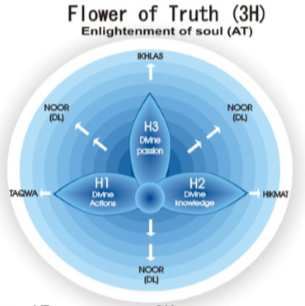 Flower of Truth (3H)
Enlightenment of soul (AT)
IKHLAS
NOOR
(DL)
NOOR
(DL)
H3
Divine
passion
H1
Divine
Actions
H2
Divine
knowledge
TAQWA
HIKMAT
NOOR
(DL)